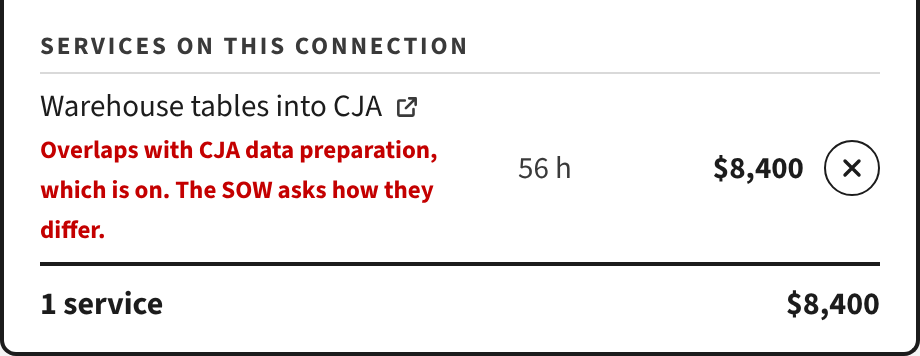 SERVICES ON THIS CONNECTION
Warehouse tables into CJA
Overlaps with CJA data preparation,
which is on. The SOW asks how they
differ.
56 h
$8,400
1 service
$8,400